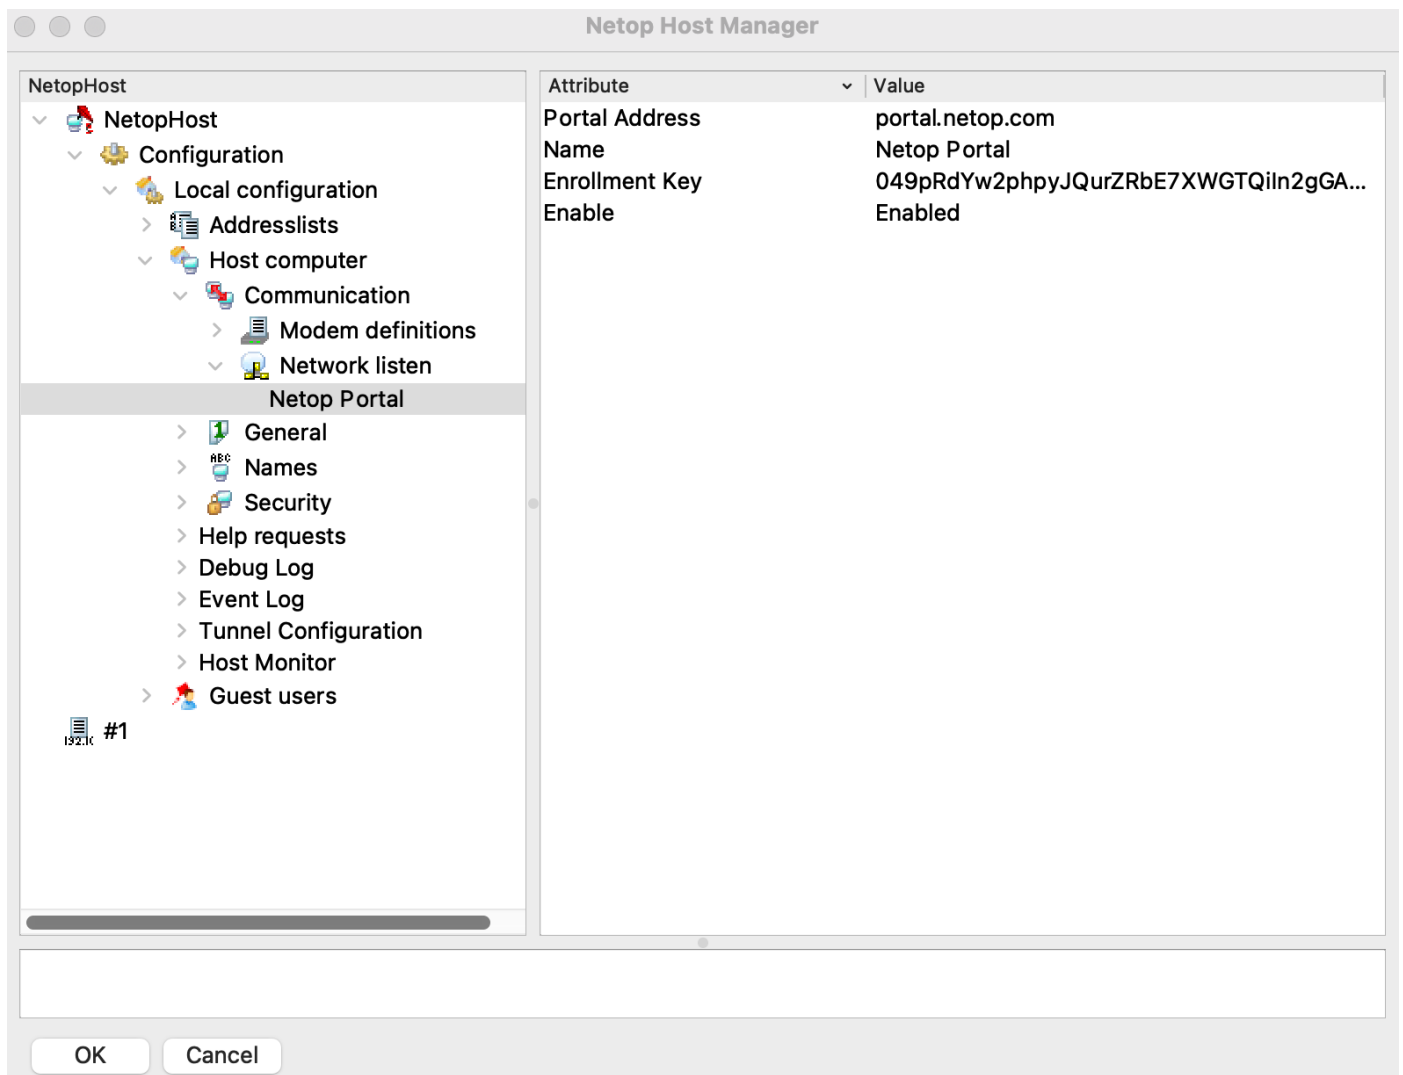 Netop Host Manager
NetopHost
Attribute Value
NetopHost
Configuration
Local configuration
Addresslists
Host computer
Communication
Modem definitions
Network listen
Netop Portal
General
Names
Security
Help requests
Debug Log
Event Log
Tunnel Configuration
Host Monitor
Guest users
#1
Portal Address portal.netop.com
Name Netop Portal
Enrollment Key 049pRdYw2phpyJQurZRbE7XWGTQiIn2gGA...
Enable Enabled
OK Cancel